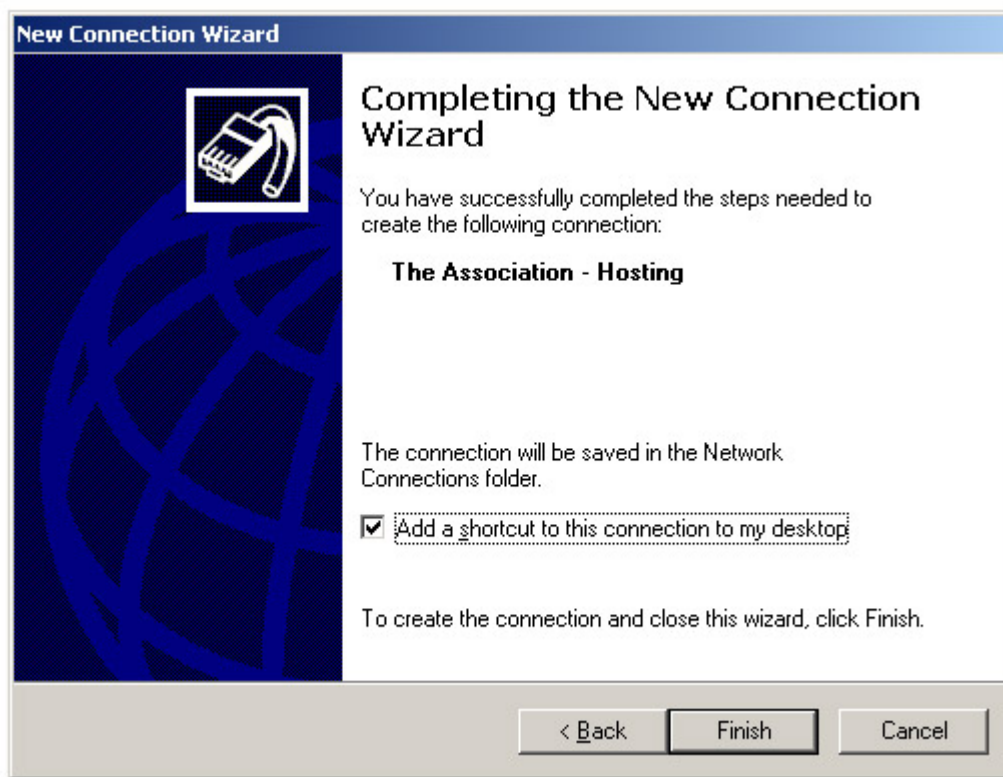 New Connection Wizard
Completing the New Connection
Wizard
You have successfully completed the steps needed to
create the following connection:
The Association - Hosting
The connection will be saved in the Network
Connections folder.
Add a shortcut to this connection to my desktop
To create the connection and close this wizard, click Finish.
< Back Finish Cancel